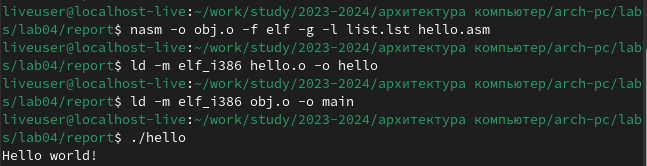 liveuser@localhost-live:~/work/study/2023-2024/архитектура компьютер/arch-pc/lab
s/lab04/report$ nasm -o obj.o -f elf -g -l list.lst hello.asm
liveuser@localhost-live:~/work/study/2023-2024/архитектура компьютер/arch-pc/lab
s/lab04/report$ ld -m elf_i386 hello.o -o hello
liveuser@localhost-live:~/work/study/2023-2024/архитектура компьютер/arch-pc/lab
s/lab04/report$ ld -m elf_i386 obj.o -o main
liveuser@localhost-live:~/work/study/2023-2024/архитектура компьютер/arch-pc/lab
s/lab04/report$ ./hello
Hello world!